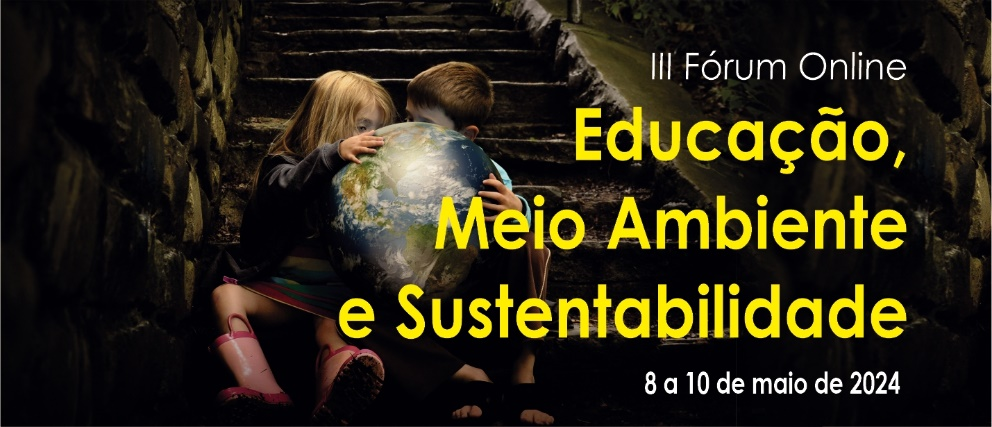 III Fórum Online
Educação,
Meio Ambiente
e Sustentabilidade
8 a 10 de maio de 2024